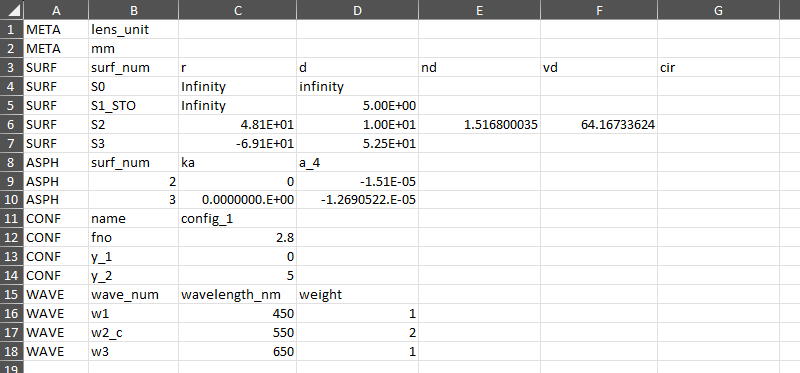 A B C D E F G
1 META lens_unit
2 META mm
3 SURF surf_num r d nd vd cir
4 SURF S0 Infinity infinity
5 SURF S1_STO Infinity 5.00E+00
6 SURF S2 4.81E+01 1.00E+01 1.516800035 64.16733624
7 SURF S3 -6.91E+01 5.25E+01
8 ASPH surf_num ka a_4
9 ASPH 2 0 -1.51E-05
10 ASPH 3 0.0000000.E+00 -1.2690522.E-05
11 CONF name config_1
12 CONF fno 2.8
13 CONF y_1 0
14 CONF y_2 5
15 WAVE wave_num wavelength_nm weight
16 WAVE w1 450 1
17 WAVE w2_c 550 2
18 WAVE w3 650 1
19